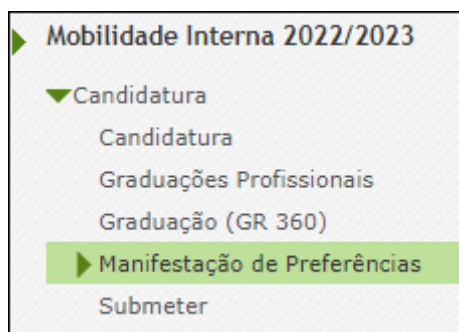 Mobilidade Interna 2022/2023
Candidatura
Candidatura
Graduações Profissionais
Graduação (GR 360)
Manifestação de Preferências
Submeter